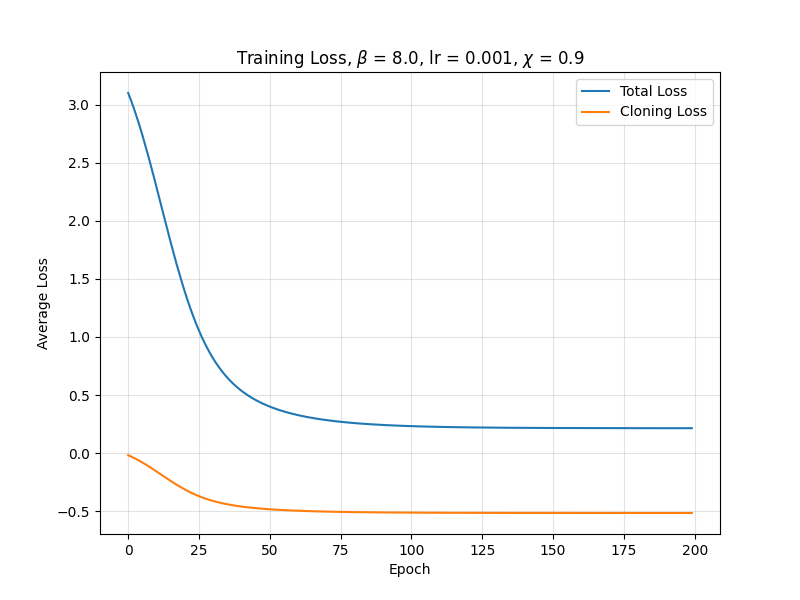 Training Loss, β = 8.0, lr = 0.001, χ = 0.9
Total Loss
Cloning Loss
3.0
2.5
2.0
1.5
1.0
0.5
0.0
−0.5
Average Loss
0 25 50 75 100 125 150 175 200
Epoch